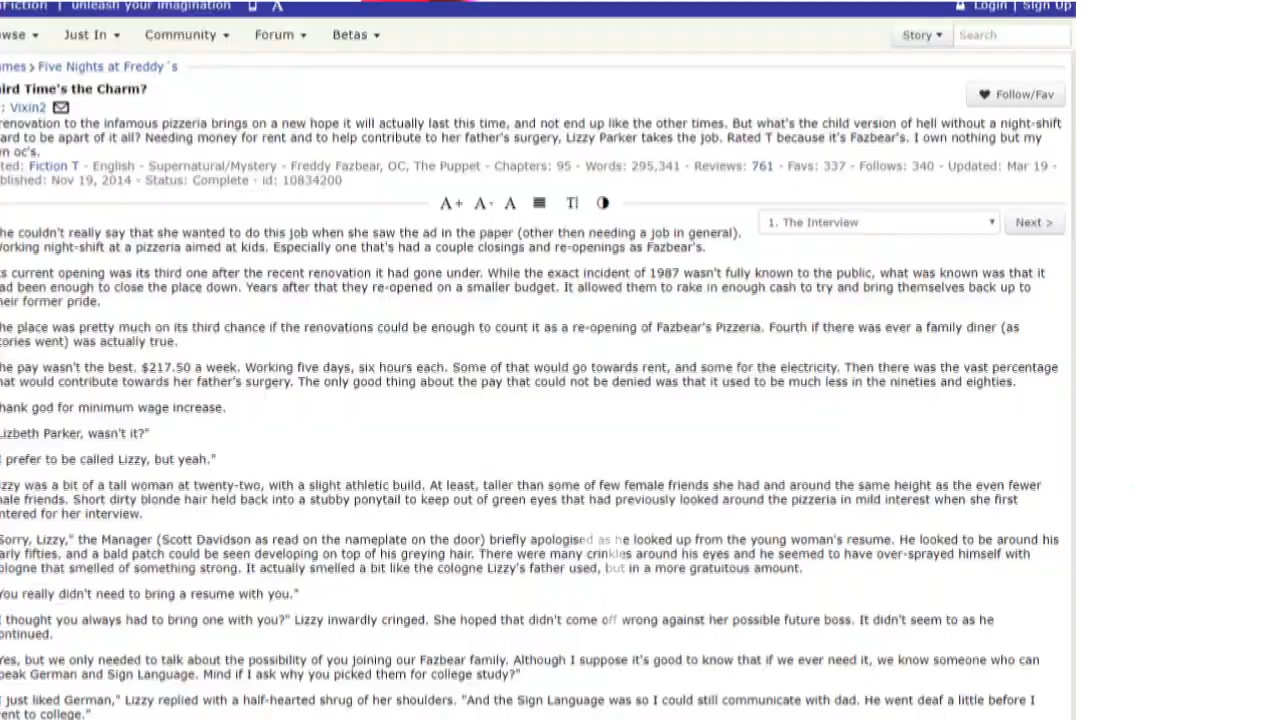 Fiction | unleash your imagination A Login | Sign Up
wse Just In Community Forum Betas Story Search
mes > Five Nights at Freddy´s
ird Time's the Charm?
Follow/Fav
: Vixin2
renovation to the infamous pizzeria brings on a new hope it will actually last this time, and not end up like the other times. But what's the child version of hell without a night-shift
ard to be apart of it all? Needing money for rent and to help contribute to her father's surgery, Lizzy Parker takes the job. Rated T because it's Fazbear's. I own nothing but my
n oc's.
ted: Fiction T - English - Supernatural/Mystery - Freddy Fazbear, OC, The Puppet - Chapters: 95 - Words: 295,341 - Reviews: 761 - Favs: 337 - Follows: 340 - Updated: Mar 19 -
blished: Nov 19, 2014 - Status: Complete - id: 10834200
A+ A- A T
1. The Interview Next >
he couldn't really say that she wanted to do this job when she saw the ad in the paper (other then needing a job in general).
orking night-shift at a pizzeria aimed at kids. Especially one that's had a couple closings and re-openings as Fazbear's.
s current opening was its third one after the recent renovation it had gone under. While the exact incident of 1987 wasn't fully known to the public, what was known was that it
ad been enough to close the place down. Years after that they re-opened on a smaller budget. It allowed them to rake in enough cash to try and bring themselves back up to
heir former pride.
he place was pretty much on its third chance if the renovations could be enough to count it as a re-opening of Fazbear's Pizzeria. Fourth if there was ever a family diner (as
tories went) was actually true.
he pay wasn't the best. $217.50 a week. Working five days, six hours each. Some of that would go towards rent, and some for the electricity. Then there was the vast percentage
hat would contribute towards her father's surgery. The only good thing about the pay that could not be denied was that it used to be much less in the nineties and eighties.
hank god for minimum wage increase.
Lizbeth Parker, wasn't it?"
I prefer to be called Lizzy, but yeah."
izzy was a bit of a tall woman at twenty-two, with a slight athletic build. At least, taller than some of few female friends she had and around the same height as the even fewer
ale friends. Short dirty blonde hair held back into a stubby ponytail to keep out of green eyes that had previously looked around the pizzeria in mild interest when she first
ntered for her interview.
Sorry, Lizzy," the Manager (Scott Davidson as read on the nameplate on the door) briefly apologised as he looked up from the young woman's resume. He looked to be around his
arly fifties, and a bald patch could be seen developing on top of his greying hair. There were many crinkles around his eyes and he seemed to have over-sprayed himself with
ologne that smelled of something strong. It actually smelled a bit like the cologne Lizzy's father used, but in a more gratuitous amount.
You really didn't need to bring a resume with you."
I thought you always had to bring one with you?" Lizzy inwardly cringed. She hoped that didn't come off wrong against her possible future boss. It didn't seem to as he
ontinued.
Yes, but we only needed to talk about the possibility of you joining our Fazbear family. Although I suppose it's good to know that if we ever need it, we know someone who can
peak German and Sign Language. Mind if I ask why you picked them for college study?"
I just liked German," Lizzy replied with a half-hearted shrug of her shoulders. "And the Sign Language was so I could still communicate with dad. He went deaf a little before I
ent to college."